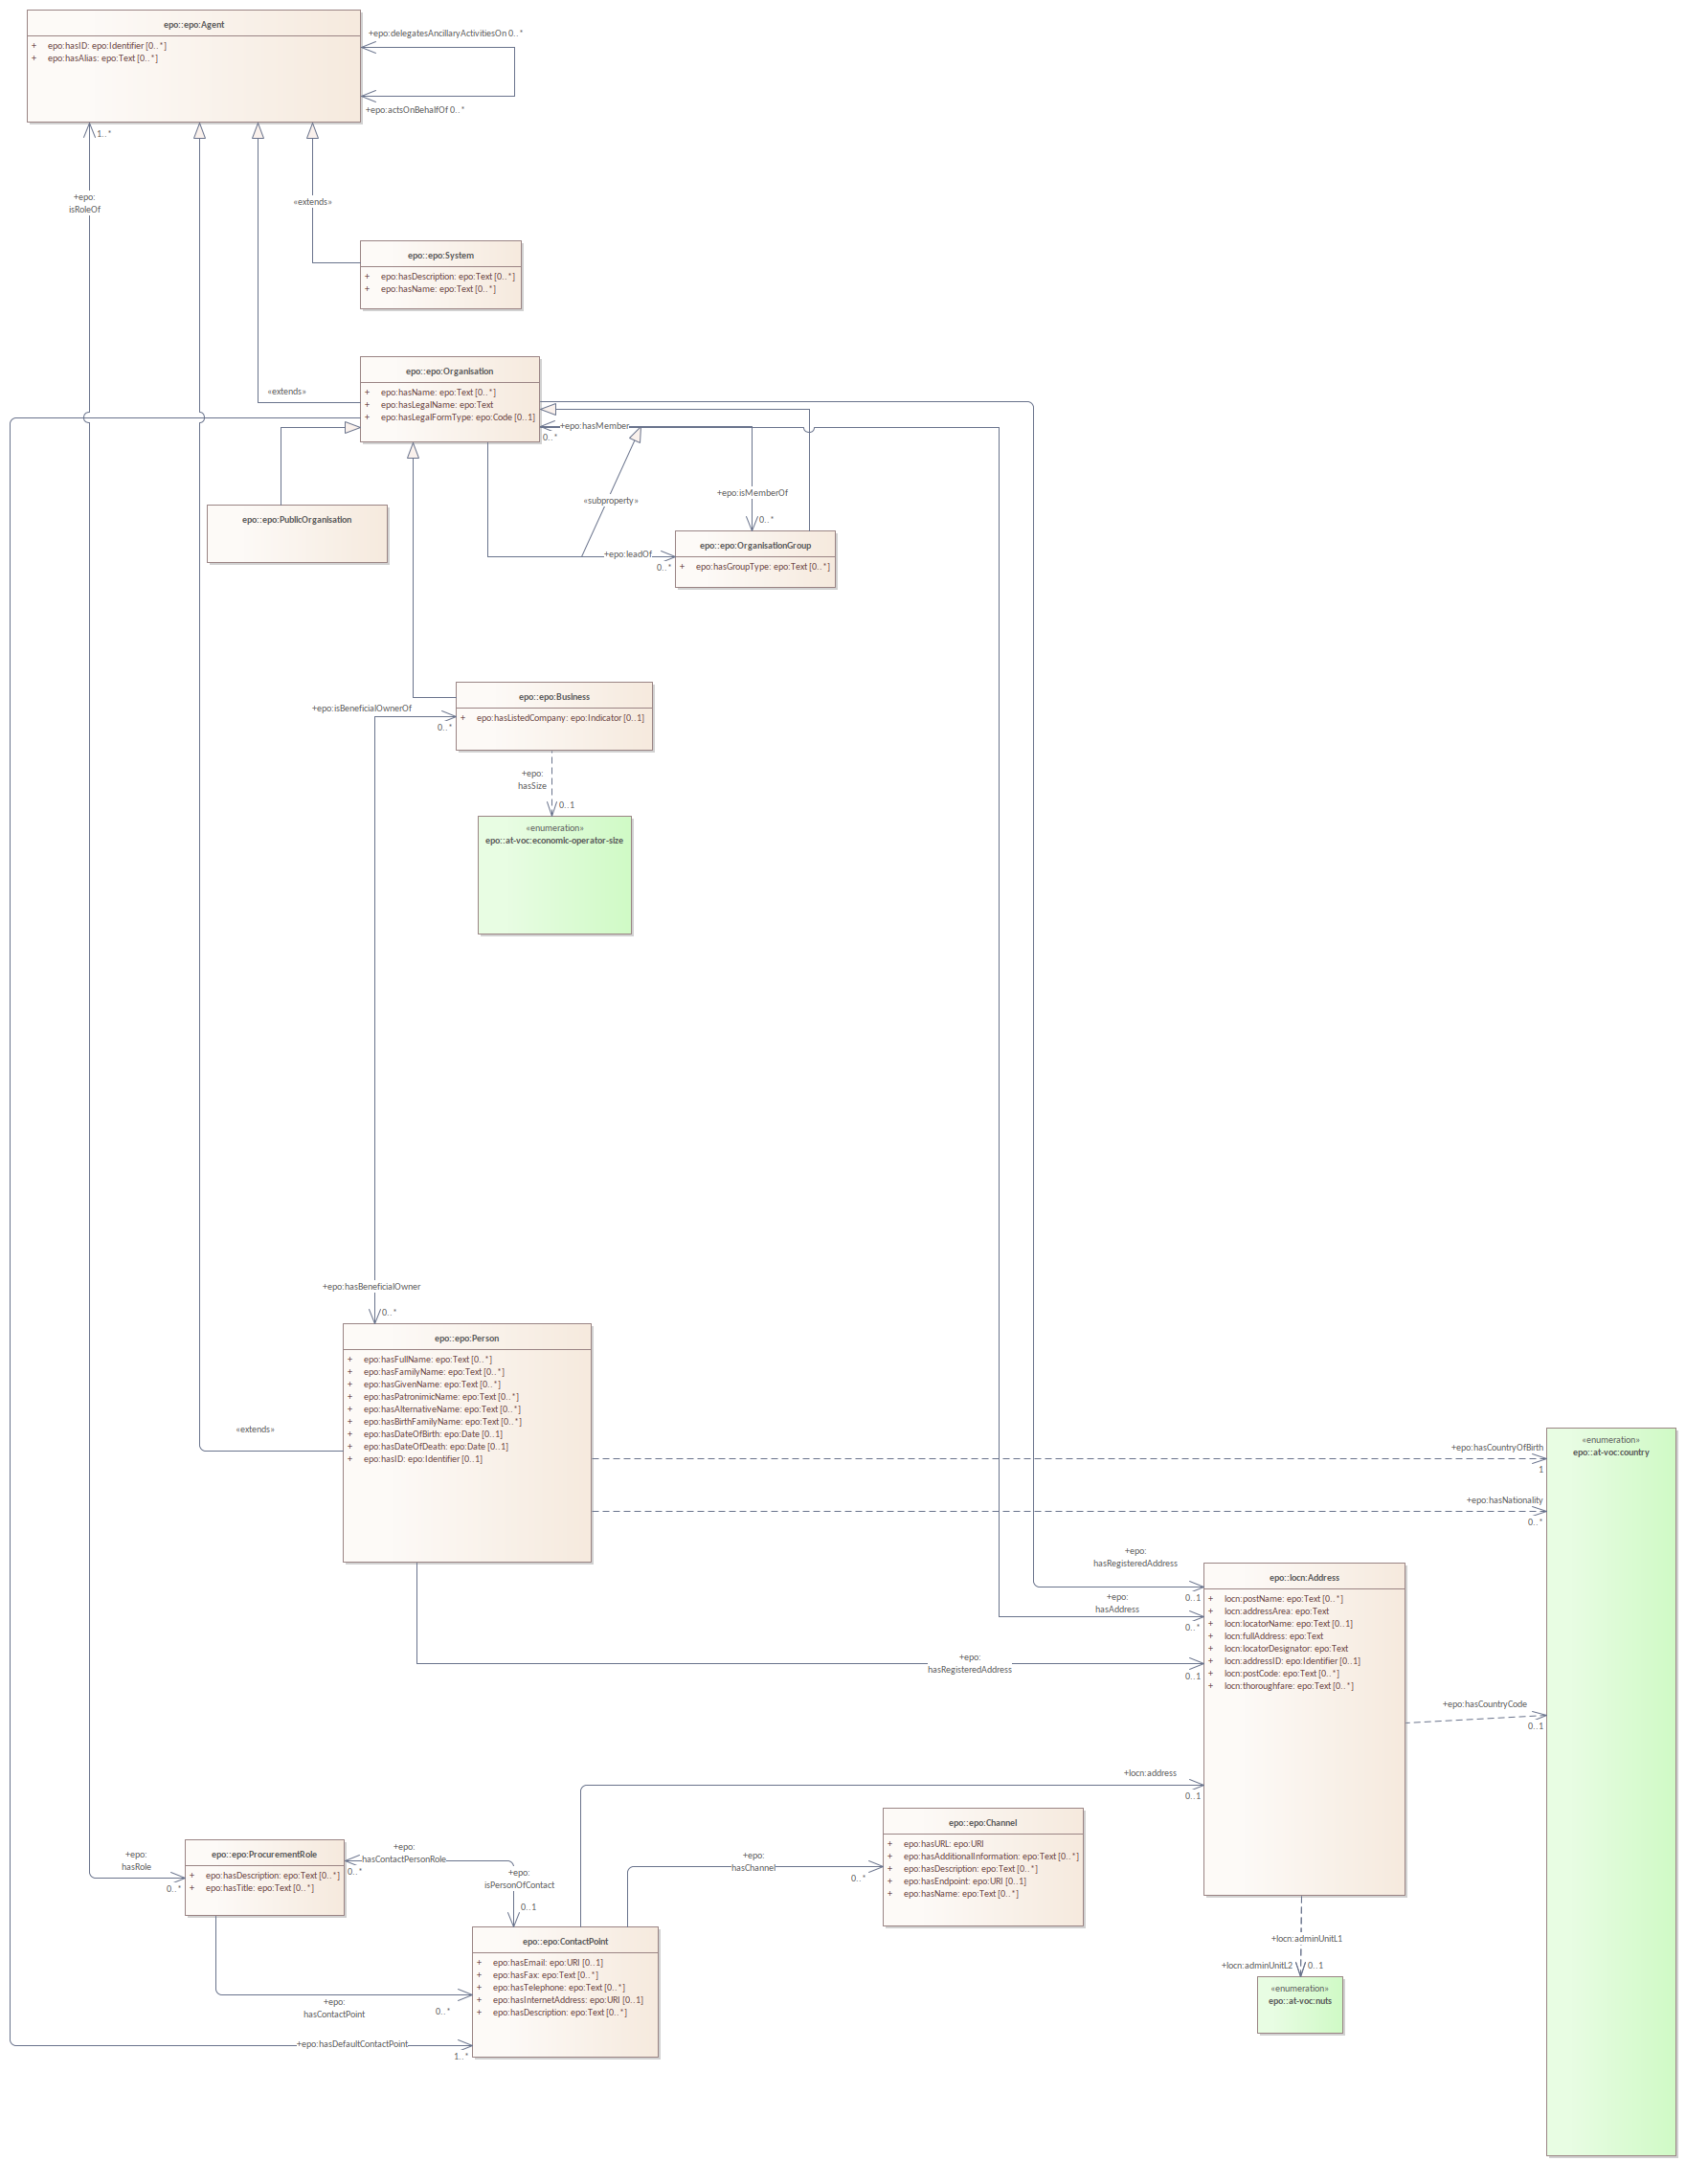 epo::epo:Agent
+ epo:hasID: epo:Identifier [0..*]
+ epo:hasAlias: epo:Text [0..*]
+epo:delegatesAncillaryActivitiesOn 0..*
+epo:actsOnBehalfOf 0..*
1..*
+epo:
isRoleOf
«extends»
epo::epo:System
+ epo:hasDescription: epo:Text [0..*]
+ epo:hasName: epo:Text [0..*]
epo::epo:Organisation
+ epo:hasName: epo:Text [0..*]
+ epo:hasLegalName: epo:Text
+ epo:hasLegalFormType: epo:Code [0..1]
«extends»
+epo:hasMember
0..*
«subproperty»
+epo:isMemberOf
0..*
epo::epo:PublicOrganisation
epo::epo:OrganisationGroup
+ epo:hasGroupType: epo:Text [0..*]
+epo:leadOf
0..*
epo::epo:Business
+ epo:hasListedCompany: epo:Indicator [0..1]
+epo:isBeneficialOwnerOf
0..*
+epo:
hasSize
0..1
«enumeration»
epo::at-voc:economic-operator-size
+epo:hasBeneficialOwner
0..*
epo::epo:Person
+ epo:hasFullName: epo:Text [0..*]
+ epo:hasFamilyName: epo:Text [0..*]
+ epo:hasGivenName: epo:Text [0..*]
+ epo:hasPatronimicName: epo:Text [0..*]
+ epo:hasAlternativeName: epo:Text [0..*]
+ epo:hasBirthFamilyName: epo:Text [0..*]
+ epo:hasDateOfBirth: epo:Date [0..1]
+ epo:hasDateOfDeath: epo:Date [0..1]
+ epo:hasID: epo:Identifier [0..1]
«extends»
+epo:hasCountryOfBirth
1
+epo:hasNationality
0..*
«enumeration»
epo::at-voc:country
+epo:
hasRegisteredAddress
0..1
+epo:
hasAddress
0..*
+epo:
hasRegisteredAddress
0..1
epo::locn:Address
+ locn:postName: epo:Text [0..*]
+ locn:addressArea: epo:Text
+ locn:locatorName: epo:Text [0..1]
+ locn:fullAddress: epo:Text
+ locn:locatorDesignator: epo:Text
+ locn:addressID: epo:Identifier [0..1]
+ locn:postCode: epo:Text [0..*]
+ locn:thoroughfare: epo:Text [0..*]
+epo:hasCountryCode
0..1
+locn:address
0..1
epo::epo:Channel
+ epo:hasURL: epo:URI
+ epo:hasAdditionalInformation: epo:Text [0..*]
+ epo:hasDescription: epo:Text [0..*]
+ epo:hasEndpoint: epo:URI [0..1]
+ epo:hasName: epo:Text [0..*]
+epo:
hasChannel
0..*
+epo:
hasRole
0..*
epo::epo:ProcurementRole
+ epo:hasDescription: epo:Text [0..*]
+ epo:hasTitle: epo:Text [0..*]
+epo:
hasContactPersonRole
0..*
+epo:
isPersonOfContact
0..1
epo::epo:ContactPoint
+ epo:hasEmail: epo:URI [0..1]
+ epo:hasFax: epo:Text [0..*]
+ epo:hasTelephone: epo:Text [0..*]
+ epo:hasInternetAddress: epo:URI [0..1]
+ epo:hasDescription: epo:Text [0..*]
+epo:
hasContactPoint
0..*
+epo:hasDefaultContactPoint
1..*
+locn:adminUnitL1
+locn:adminUnitL2
0..1
«enumeration»
epo::at-voc:nuts